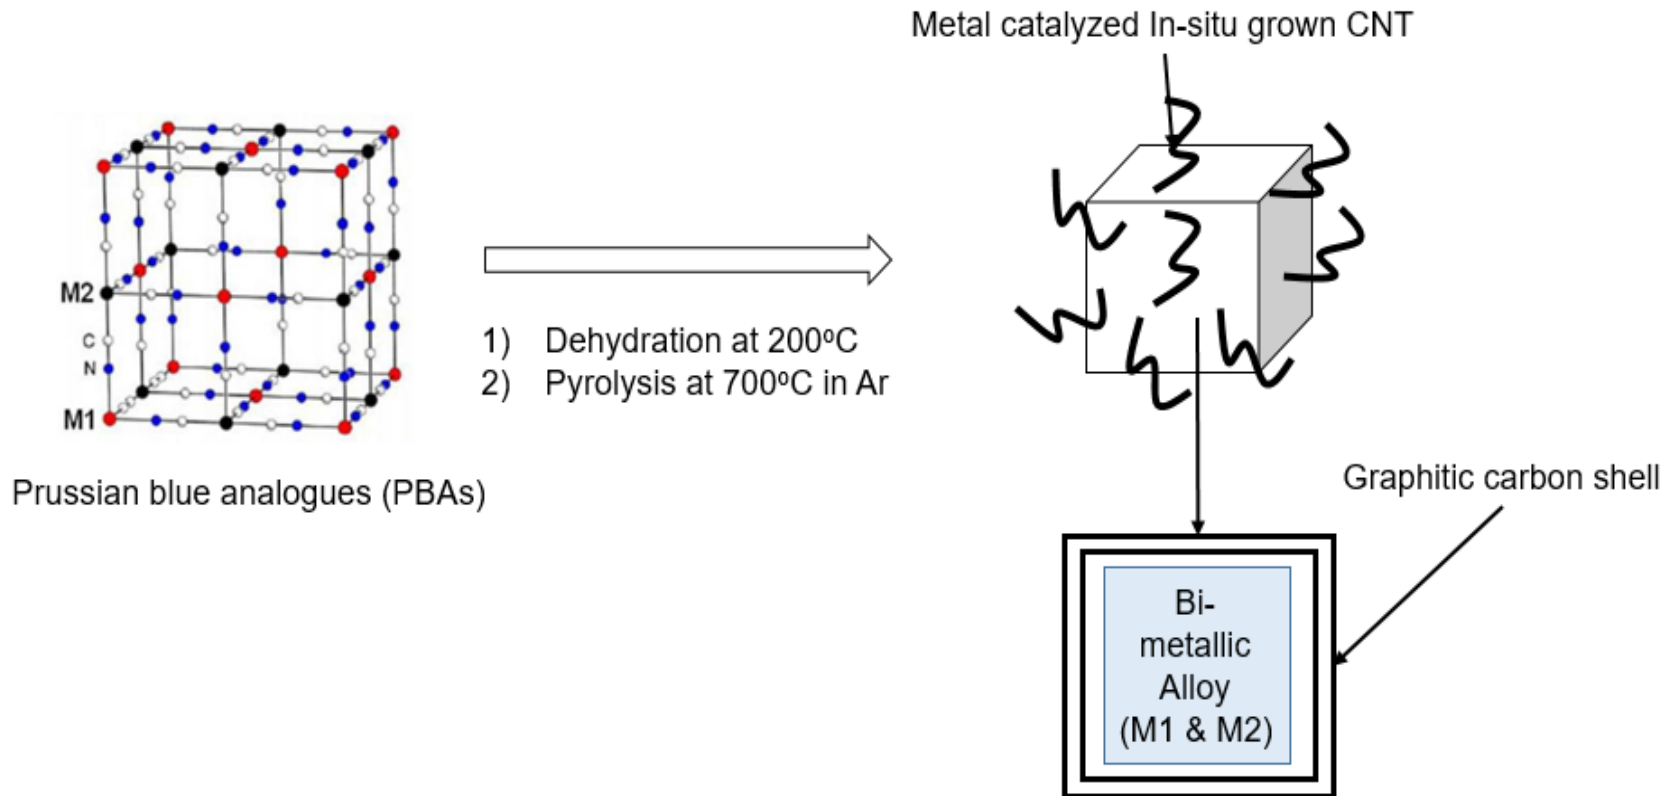 Metal catalyzed In-situ grown CNT
M2
C
N
M1
1) Dehydration at 200ºC
2) Pyrolysis at 700ºC in Ar
Prussian blue analogues (PBAs)
Graphitic carbon shell
Bi-
metallic
Alloy
(M1 & M2)